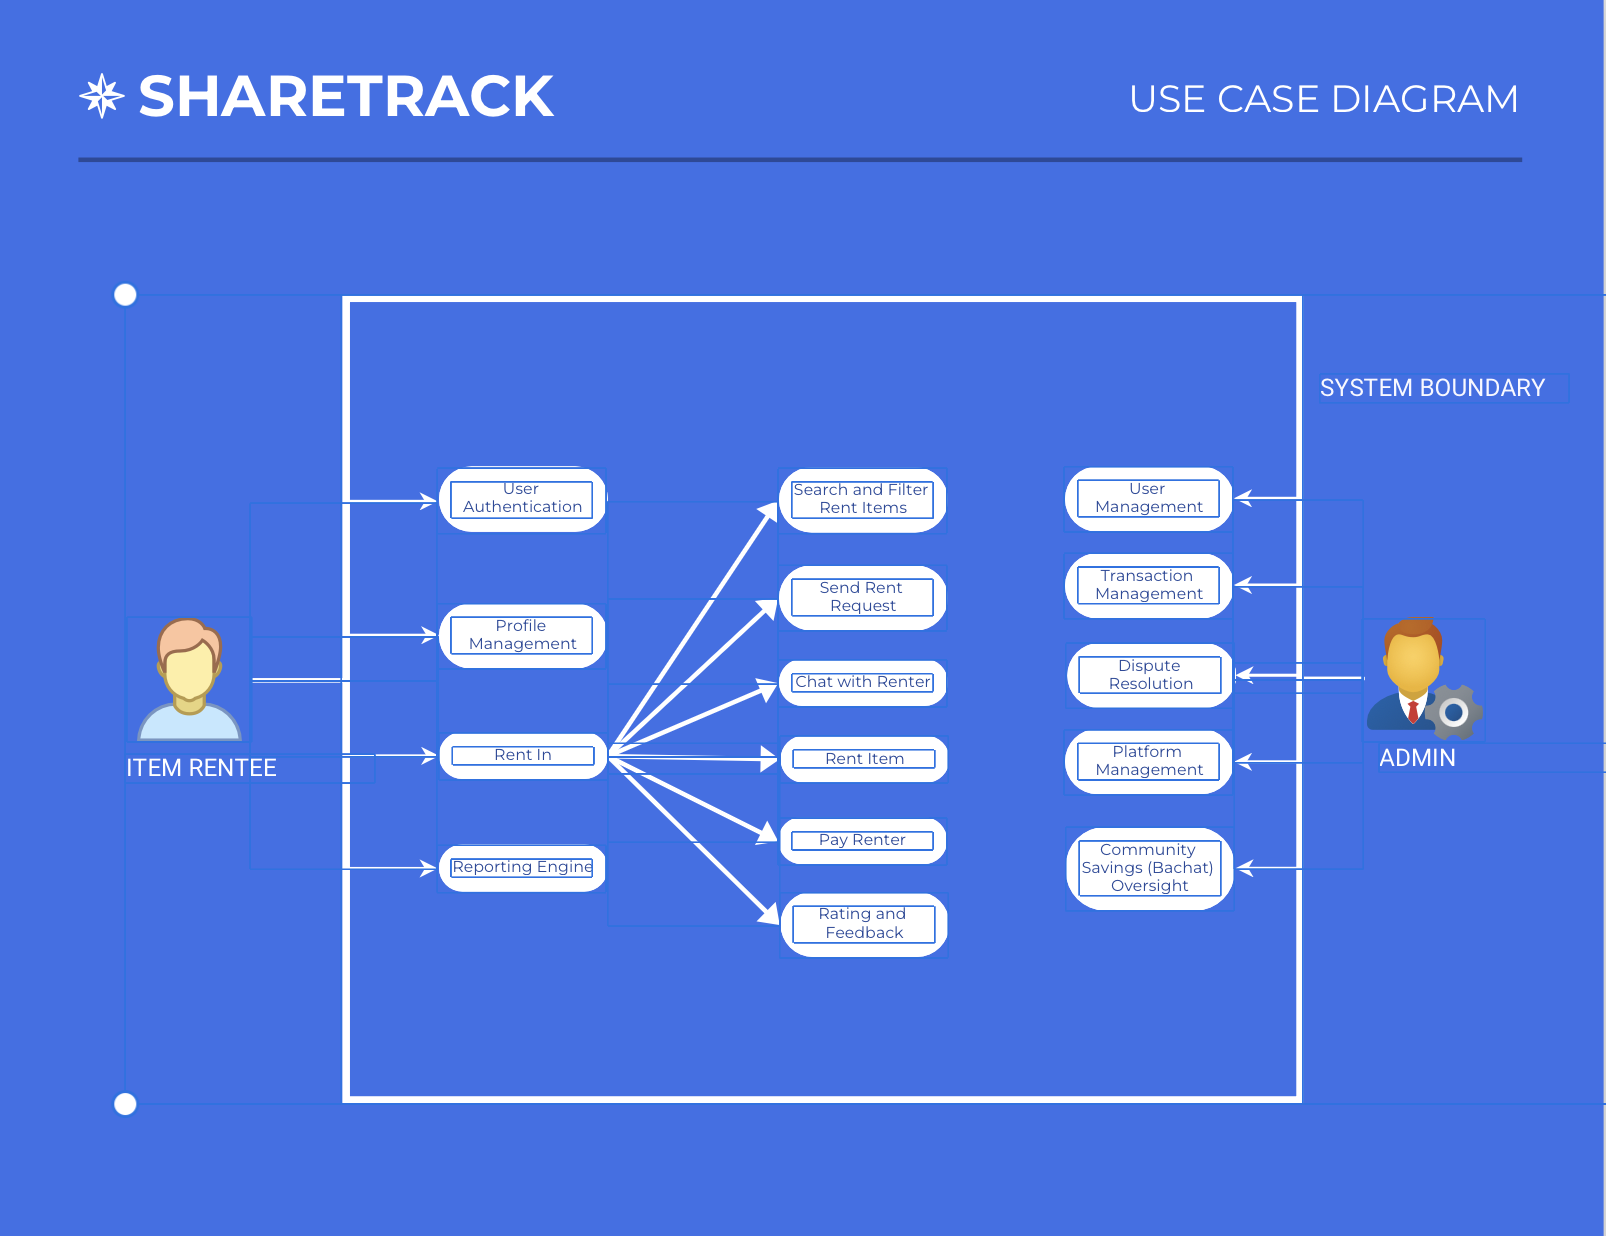 SHARETRACK
USE CASE DIAGRAM
SYSTEM BOUNDARY
User
Authentication
Profile
Management
Rent In
Reporting Engine
Search and Filter
Rent Items
Send Rent
Request
Chat with Renter
Rent Item
Pay Renter
Rating and
Feedback
User
Management
Transaction
Management
Dispute
Resolution
Platform
Management
Community
Savings (Bachat)
Oversight
ITEM RENTEE
ADMIN